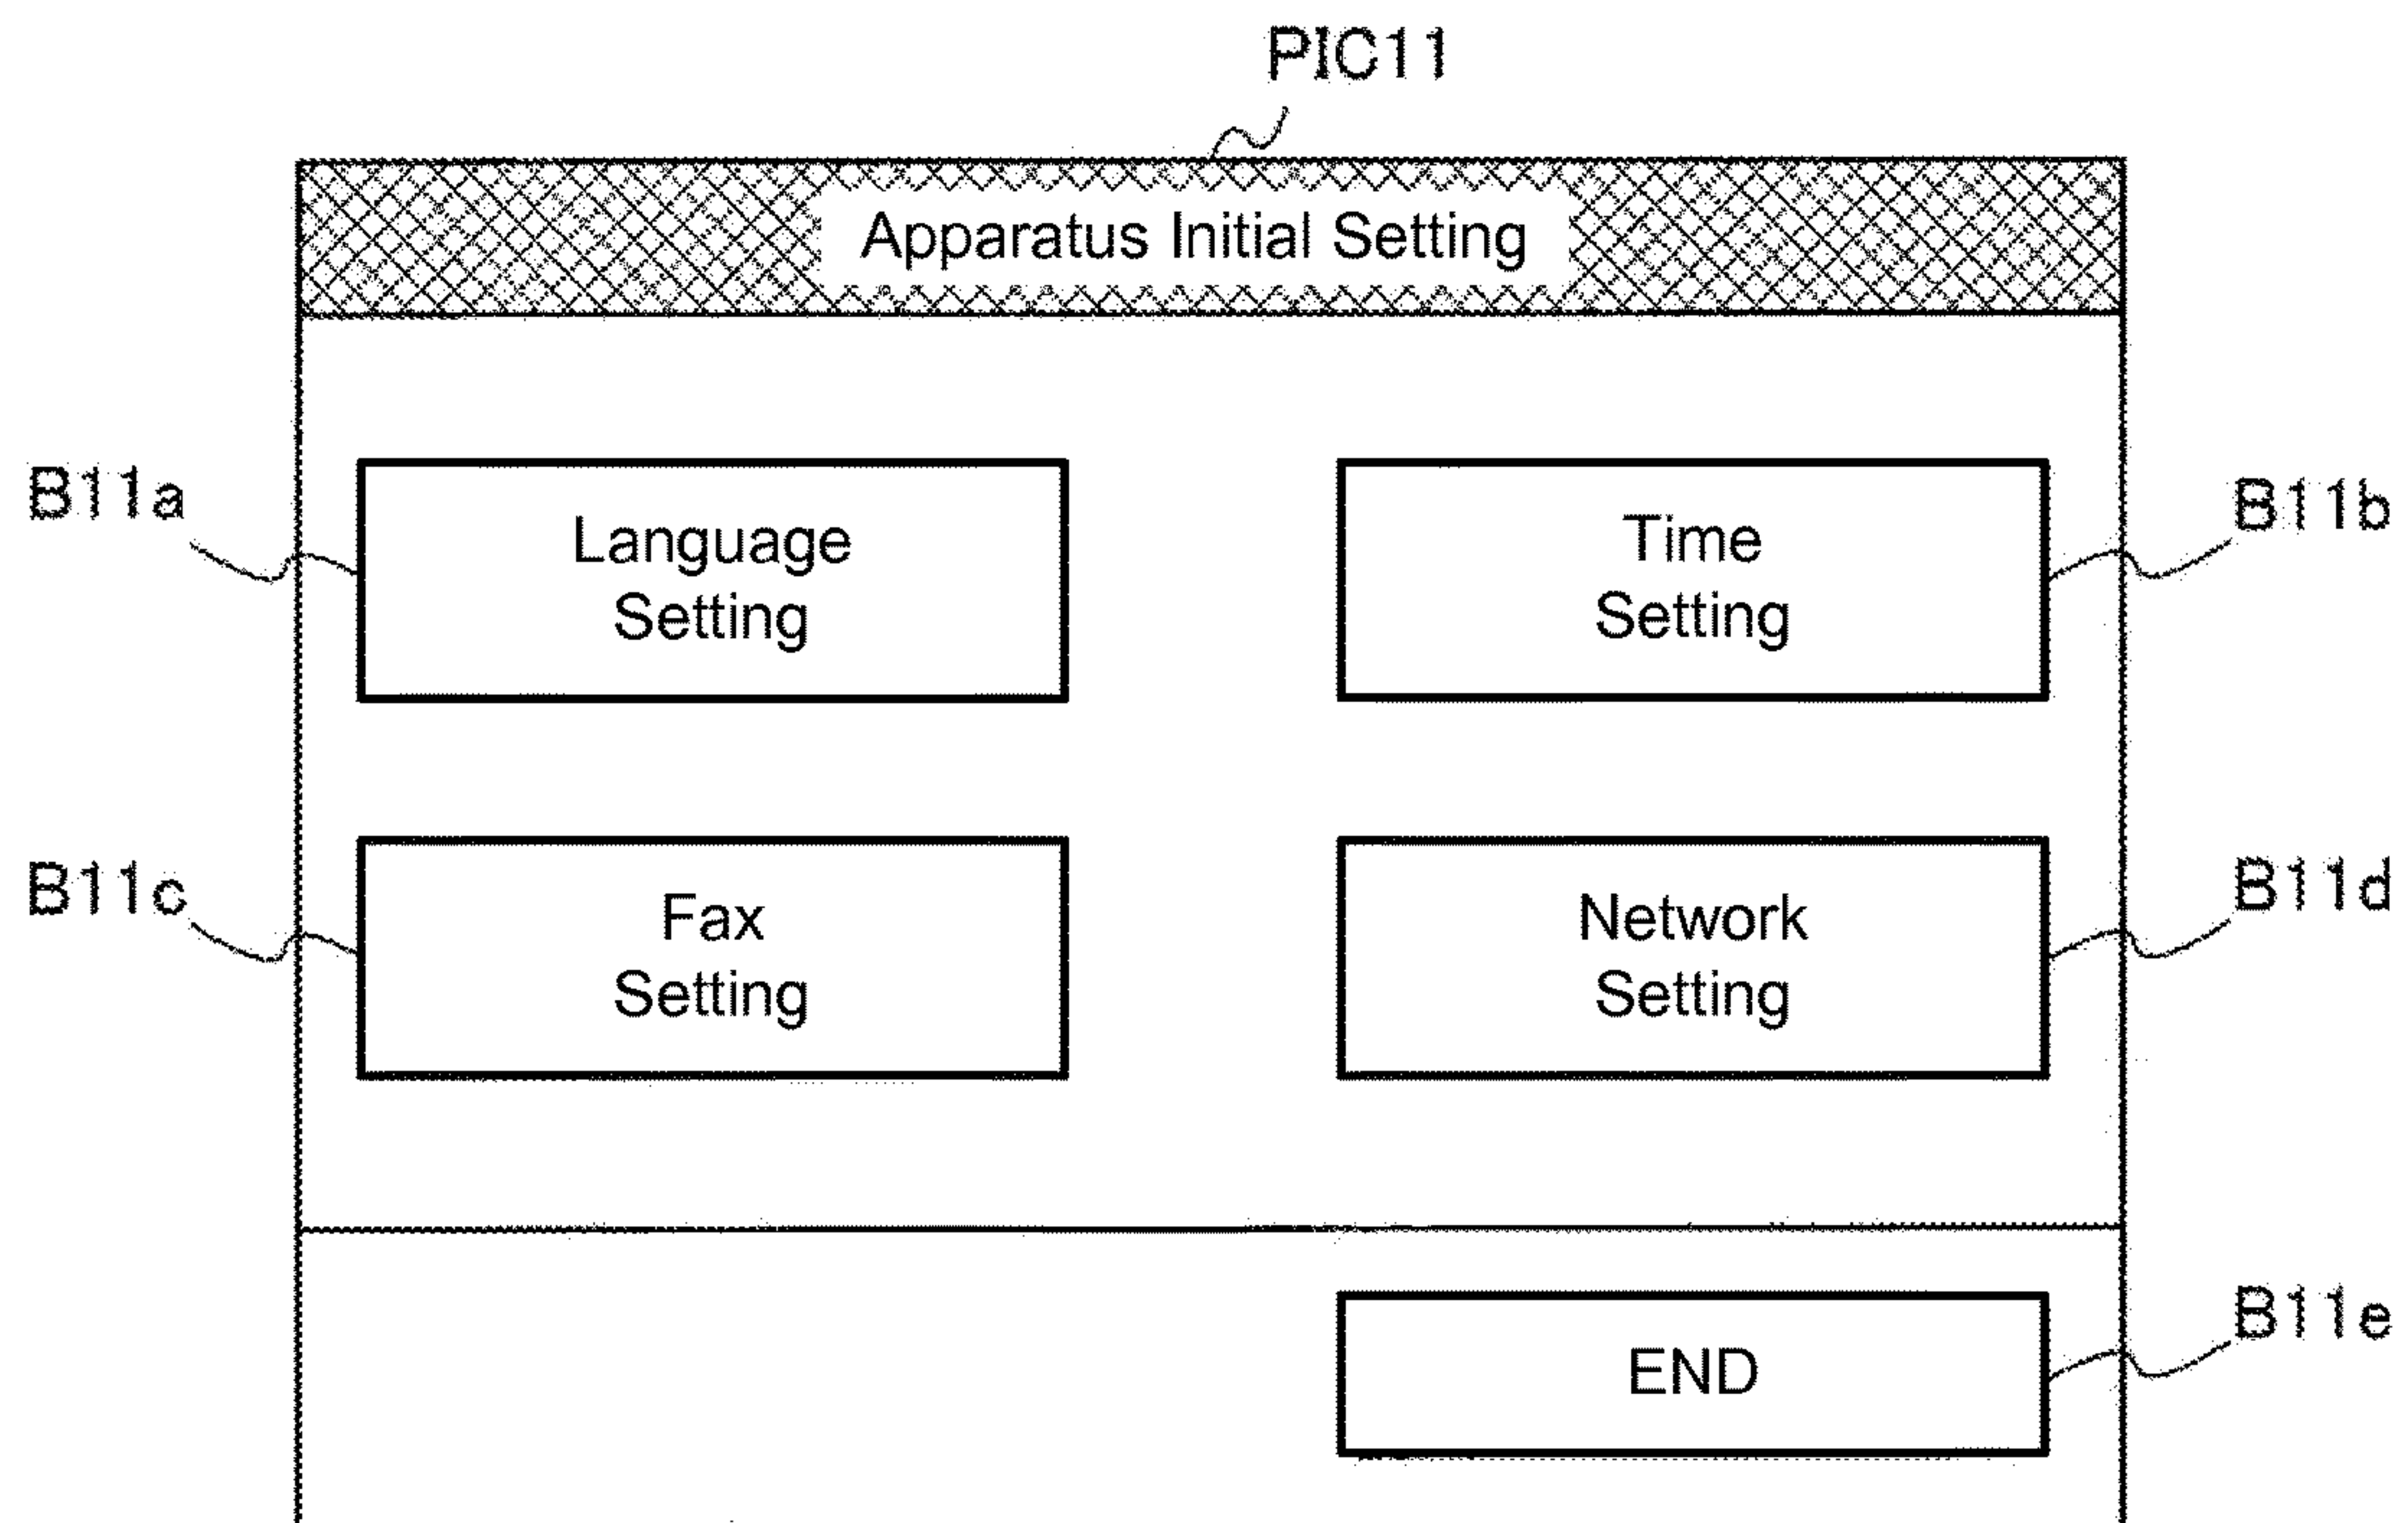 PIC11
Apparatus Initial Setting
B11a
Language
Setting
Time
Setting
B11b
B11c
Fax
Setting
Network
Setting
B11d
END
B11e